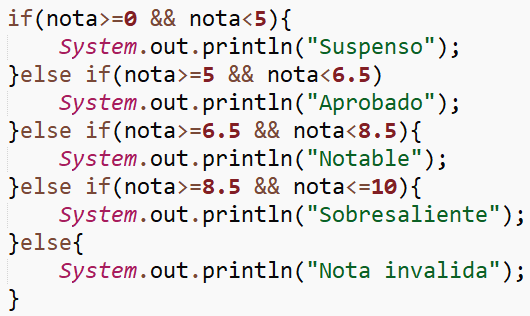 if(nota>=0 && nota<5){
    System.out.println("Suspenso");
}else if(nota>=5 && nota<6.5)
    System.out.println("Aprobado");
}else if(nota>=6.5 && nota<8.5){
    System.out.println("Notable");
}else if(nota>=8.5 && nota<=10){
    System.out.println("Sobresaliente");
}else{
    System.out.println("Nota invalida");
}